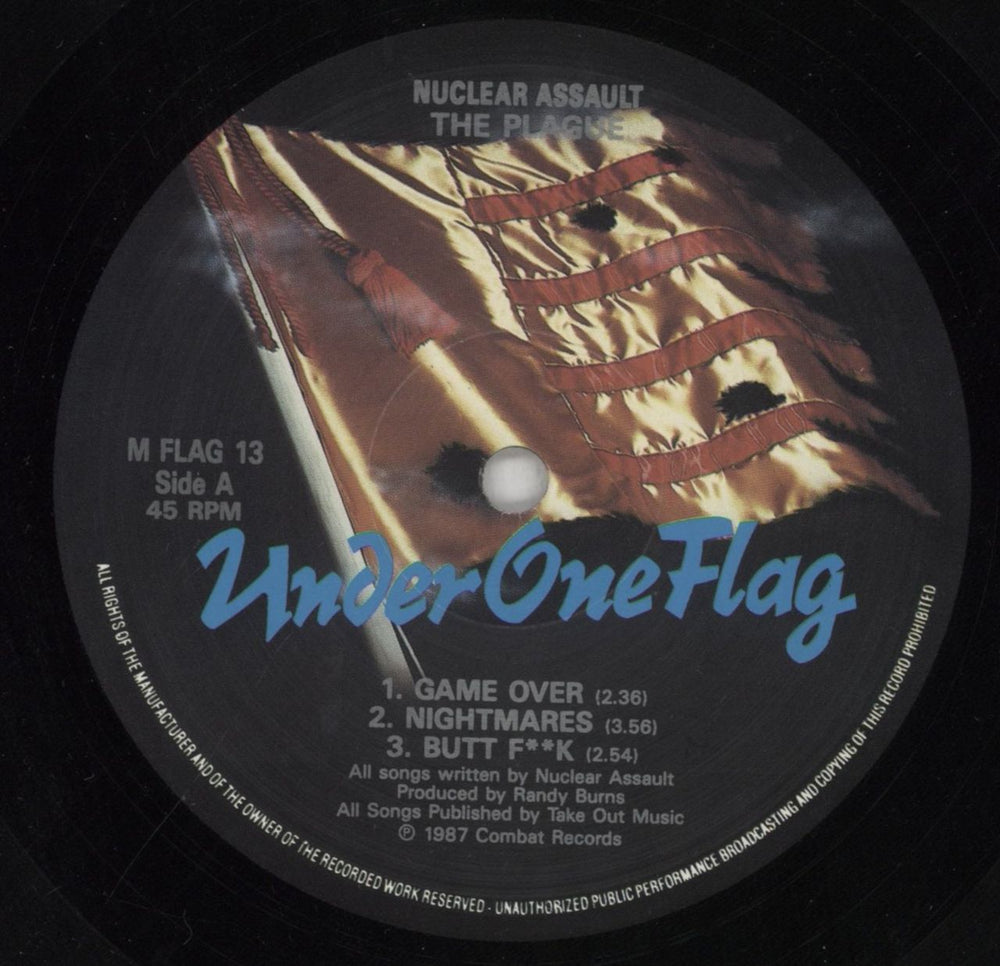 NUCLEAR ASSAULT
THE PLAGUE
M FLAG 13
Side A
45 RPM
Under One Flag
1. GAME OVER (2.36)
2. NIGHTMARES (3.56)
3. BUTT F**K (2.54)
All songs written by Nuclear Assault
Produced by Randy Burns
All Songs Published by Take Out Music
℗ 1987 Combat Records
ALL RIGHTS OF THE MANUFACTURER AND OF THE OWNER OF THE RECORDED WORK RESERVED - UNAUTHORIZED PUBLIC PERFORMANCE BROADCASTING AND COPYING OF THIS RECORD PROHIBITED